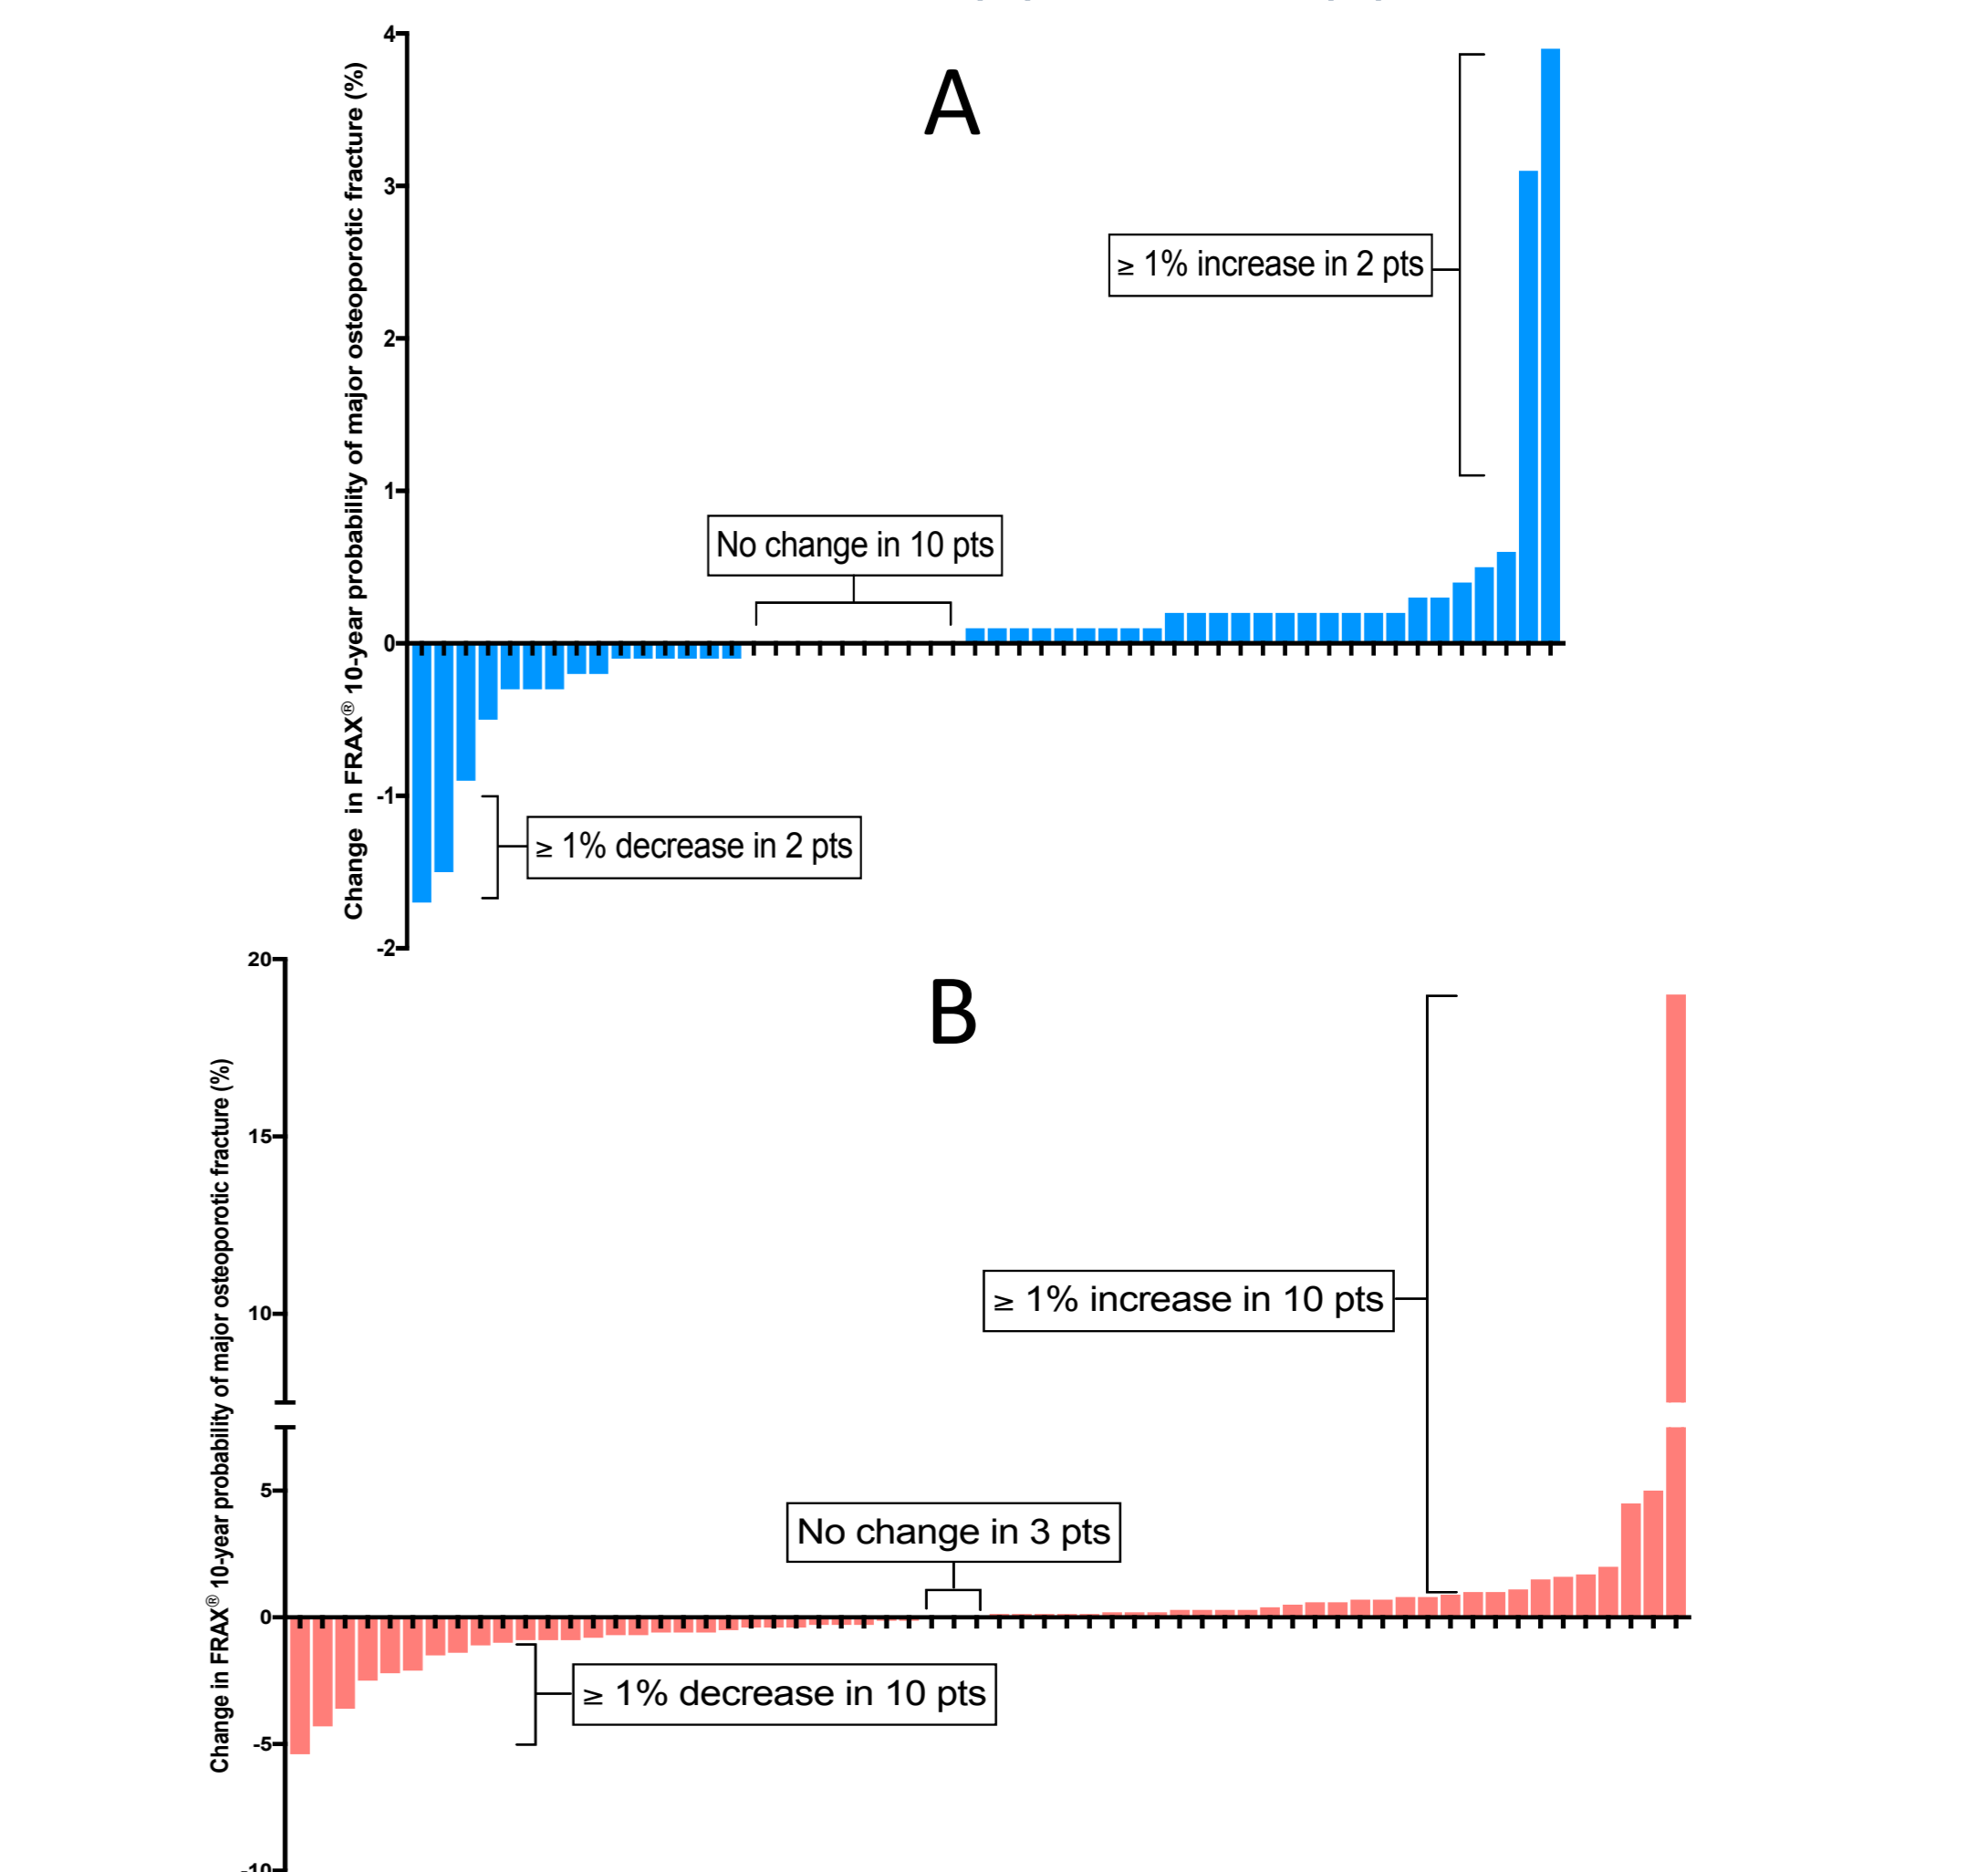 A
Change in FRAX® 10-year probability of major osteoporotic fracture (%)
4
3
2
1
0
-1
-2
≥ 1% increase in 2 pts
No change in 10 pts
≥ 1% decrease in 2 pts
B
Change in FRAX® 10-year probability of major osteoporotic fracture (%)
20
15
10
5
0
-5
-10
≥ 1% increase in 10 pts
No change in 3 pts
≥ 1% decrease in 10 pts